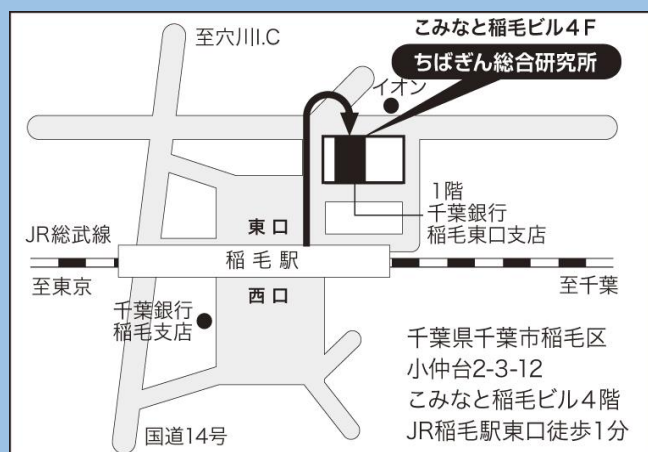 こみなと稲毛ビル4F
ちばぎん総合研究所
至穴川I.C
イオン
1階
千葉銀行
稲毛東口支店
東口
JR総武線
稲毛駅
至東京
至千葉
西口
千葉銀行
稲毛支店
国道14号
千葉県千葉市稲毛区
小仲台2-3-12
こみなと稲毛ビル4階
JR稲毛駅東口徒歩1分